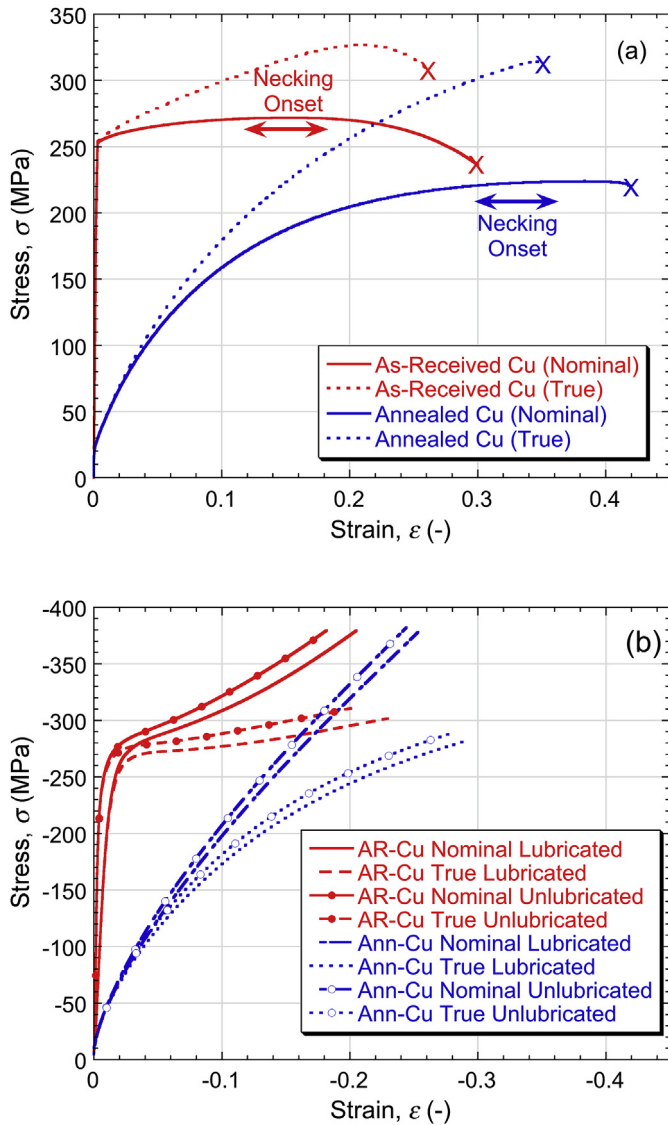 350
300
250
200
150
100
50
0
Stress, σ (MPa)
(a)
Necking
Onset
X
X
X
X
Necking
Onset
As-Received Cu (Nominal)
As-Received Cu (True)
Annealed Cu (Nominal)
Annealed Cu (True)
0
0.1
0.2
0.3
0.4
Strain, ε (-)
-400
-350
-300
-250
-200
-150
-100
-50
0
Stress, σ (MPa)
(b)
AR-Cu Nominal Lubricated
AR-Cu True Lubricated
AR-Cu Nominal Unlubricated
AR-Cu True Unlubricated
Ann-Cu Nominal Lubricated
Ann-Cu True Lubricated
Ann-Cu Nominal Unlubricated
Ann-Cu True Unlubricated
0
-0.1
-0.2
-0.3
-0.4
Strain, ε (-)